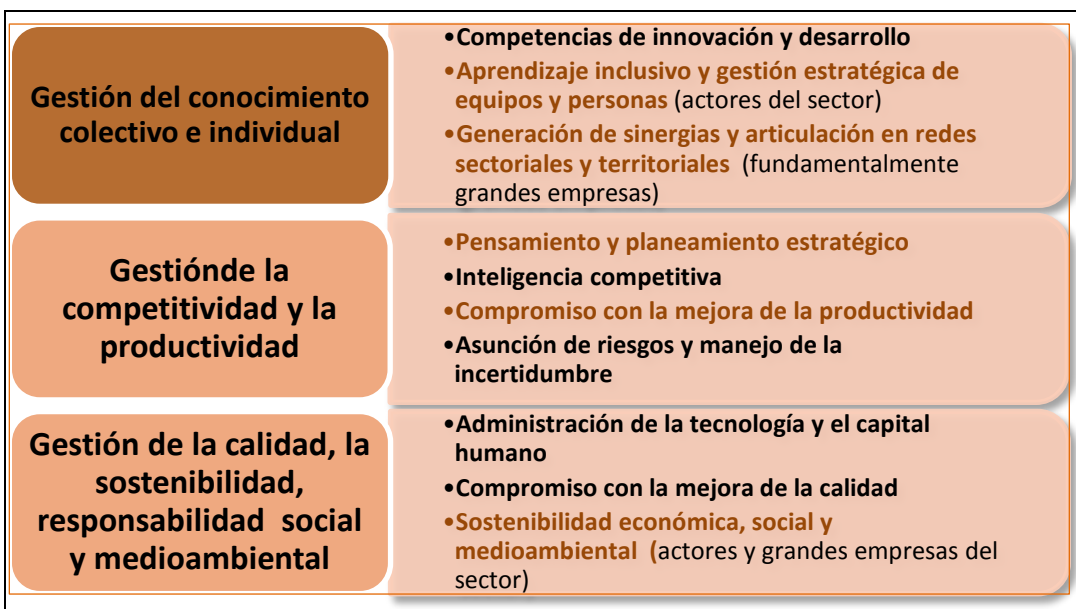 Gestión del conocimiento
colectivo e individual
•Competencias de innovación y desarrollo
•Aprendizaje inclusivo y gestión estratégica de
equipos y personas (actores del sector)
•Generación de sinergias y articulación en redes
sectoriales y territoriales (fundamentalmente
grandes empresas)
Gestiónde la
competitividad y la
productividad
•Pensamiento y planeamiento estratégico
•Inteligencia competitiva
•Compromiso con la mejora de la productividad
•Asunción de riesgos y manejo de la
incertidumbre
Gestión de la calidad, la
sostenibilidad,
responsabilidad social
y medioambiental
•Administración de la tecnología y el capital
humano
•Compromiso con la mejora de la calidad
•Sostenibilidad económica, social y
medioambiental (actores y grandes empresas del
sector)